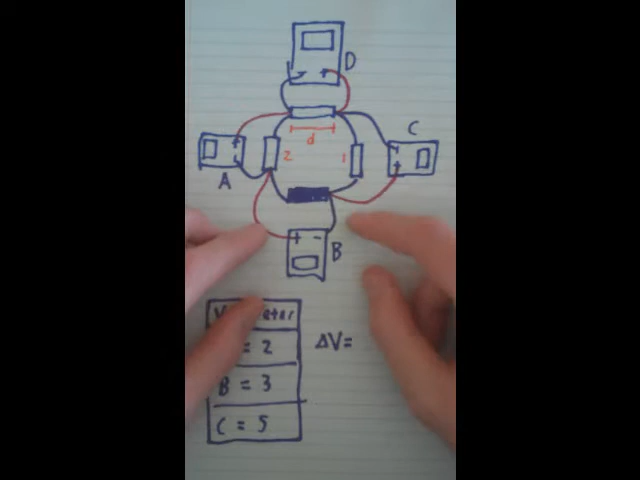 D
- +
C
-
+
+
-
A
d
2
1
+ -
B
= 2
ΔV=
B = 3
C = 5